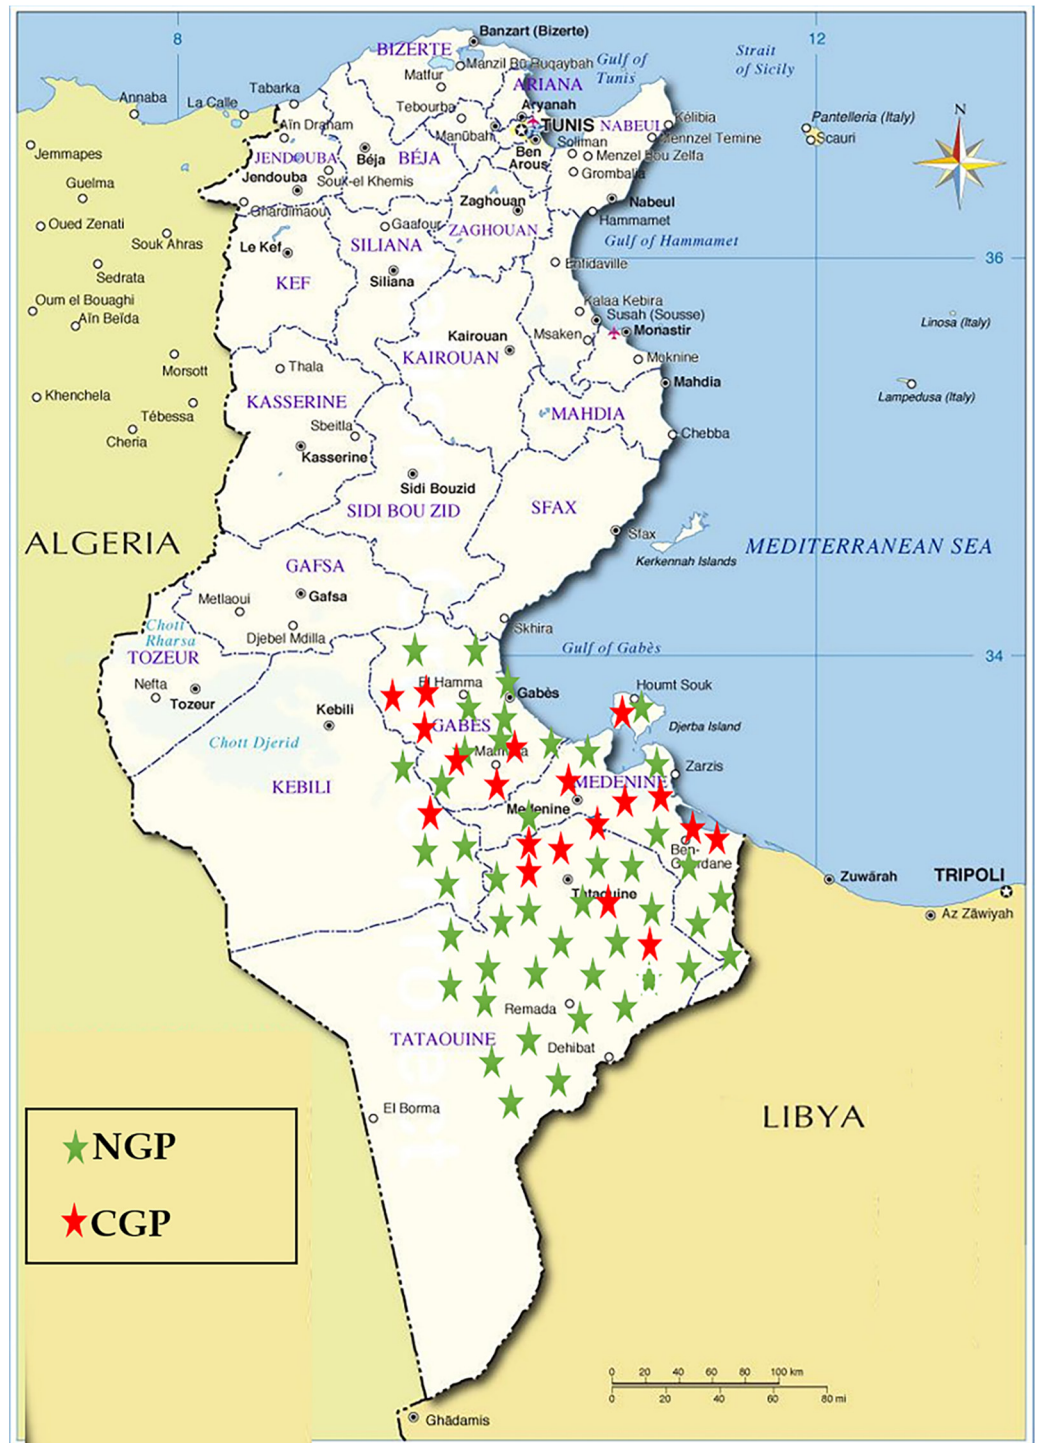 8
12
Banzart (Bizerte)
BIZERTE
Manzil Bū Ruqaybah
Gulf of
Tunis
Strait
of Sicily
Matfur
ARIANA
Annaba
La Calle
Tabarka
Tebourba
Aryanah
TUNIS
NABEUL
Kélibia
Pantelleria (Italy)
Scauri
N
Aïn Draham
Manūbah
Ben
Arous
Soliman
Mennzel Temine
Menzel Bou Zelfa
Grombalia
Jemmapes
JENDOUBA
Béja
BÉJA
Jendouba
Souk-el Khemis
Guelma
Zaghouan
Nabeul
Ghardimaou
Hammamet
Oued Zenati
Souk Ahras
Gaafour
ZAGHOUAN
Gulf of Hammamet
Le Kef
SILIANA
36
Sedrata
Enfidaville
KEF
Siliana
Oum el Bouaghi
Aïn Beïda
Kalaa Kebira
Susah (Sousse)
Linosa (Italy)
Kairouan
Msaken
Monastir
KAIROUAN
Moknine
Morsott
Thala
Mahdia
Khenchela
KASSERINE
Lampedusa (Italy)
Tébessa
MAHDIA
Cheria
Sbeitla
Chebba
Kasserine
Sidi Bouzid
SIDI BOU ZID
SFAX
ALGERIA
Sfax
MEDITERRANEAN SEA
Kerkennah Islands
GAFSA
Metlaoui
Gafsa
Chott
Rharsa
Djebel Mdilla
Skhira
TOZEUR
Gulf of Gabès
34
Nefta
Tozeur
El Hamma
Gabès
Houmt Souk
Kebili
GABES
Djerba Island
Chott Djerid
Zarzis
KEBILI
MEDENINE
Medenine
Ben-
Guerdane
Zuwārah
TRIPOLI
Tataouine
Az Zāwiyah
Remada
TATAOUINE
Dehibat
El Borma
LIBYA
NGP
CGP
0 20 40 60 80 100 km
0 20 40 60 80 mi
Ghādamis